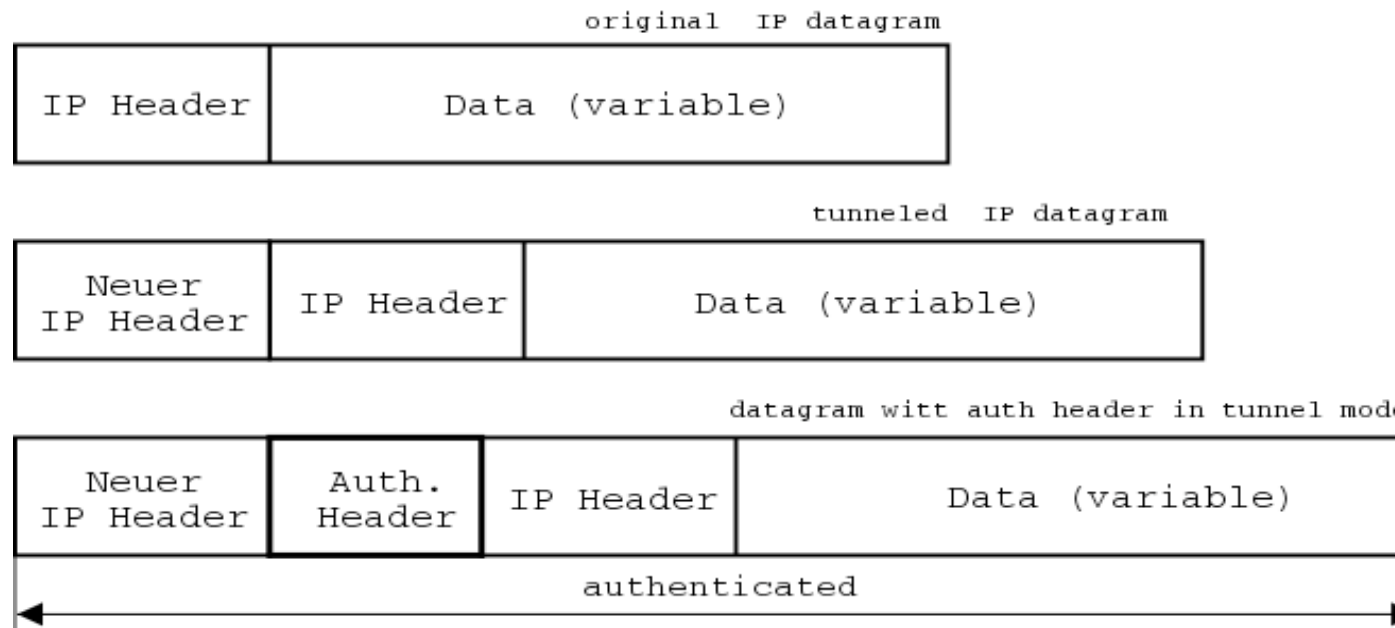 original IP datagram
IP Header
Data (variable)
tunneled IP datagram
Neuer
IP Header
IP Header
Data (variable)
datagram witt auth header in tunnel mode
Neuer
IP Header
Auth.
Header
IP Header
Data (variable)
authenticated